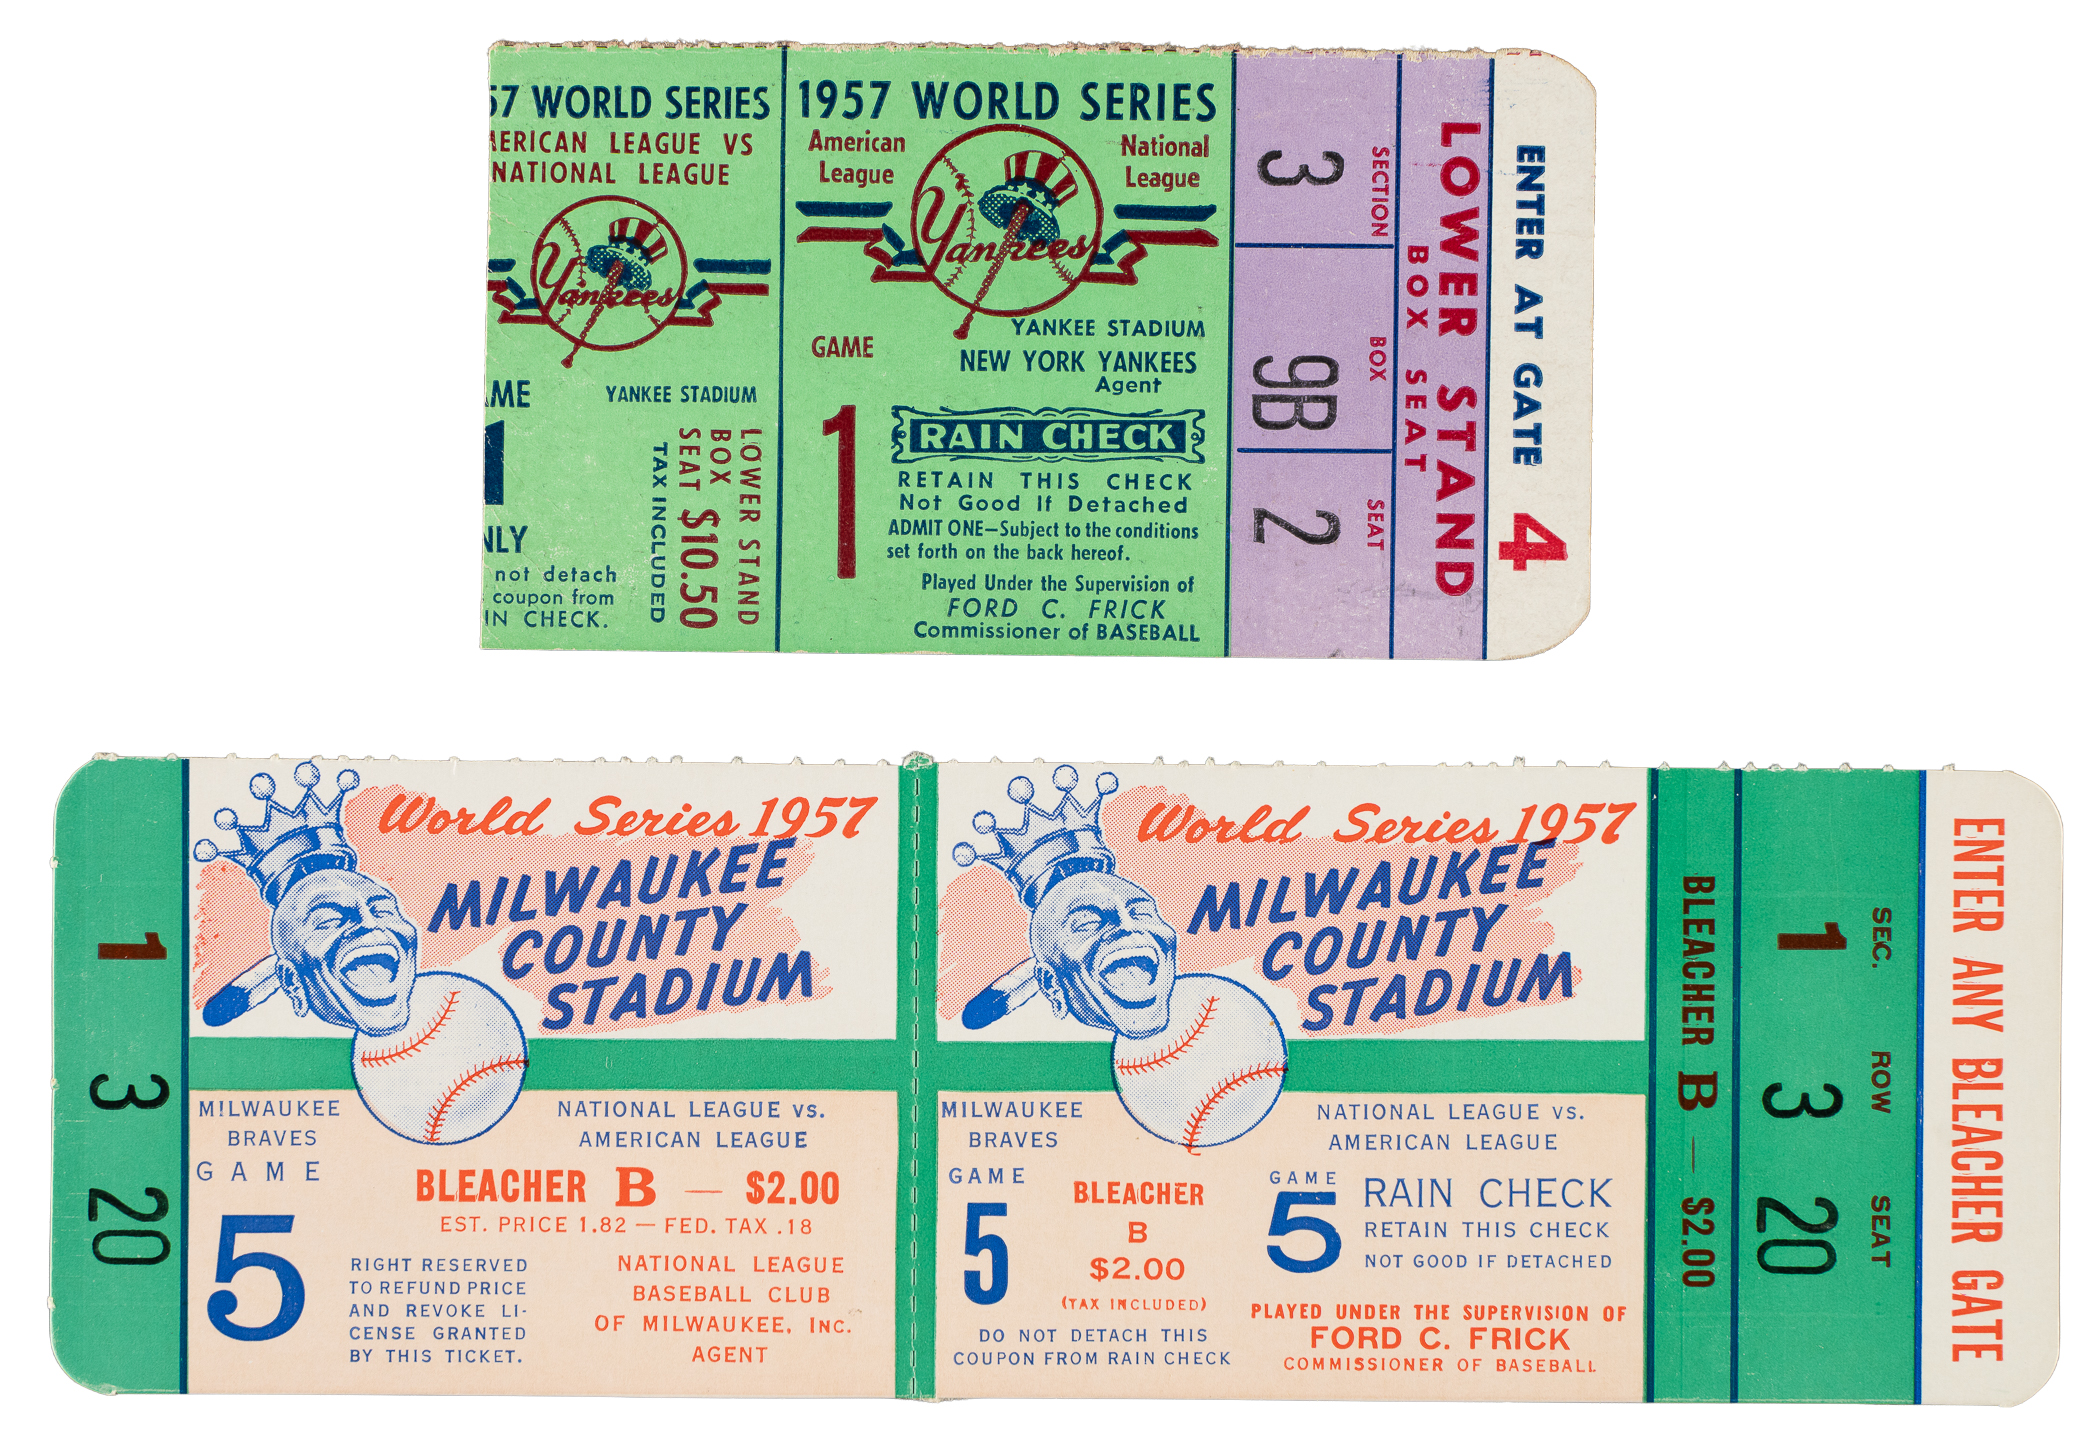 57 WORLD SERIES
ERICAN LEAGUE VS
NATIONAL LEAGUE
Yankees
AME
YANKEE STADIUM
1
NLY
not detach
coupon from
IN CHECK.
LOWER STAND
BOX
SEAT $10.50
TAX INCLUDED
1957 WORLD SERIES
American
League
National
League
Yankees
GAME
1
YANKEE STADIUM
NEW YORK YANKEES
Agent
RAIN CHECK
RETAIN THIS CHECK
Not Good If Detached
ADMIT ONE—Subject to the conditions
set forth on the back hereof.
Played Under the Supervision of
FORD C. FRICK
Commissioner of BASEBALL
SECTION BOX SEAT
3 9B 2
LOWER STAND
BOX SEAT
ENTER AT GATE 4
1 3 20
World Series 1957
MILWAUKEE
COUNTY
STADIUM
MILWAUKEE
BRAVES
GAME
5
NATIONAL LEAGUE VS.
AMERICAN LEAGUE
BLEACHER B — $2.00
EST. PRICE 1.82 — FED. TAX .18
RIGHT RESERVED
TO REFUND PRICE
AND REVOKE LI-
CENSE GRANTED
BY THIS TICKET.
NATIONAL LEAGUE
BASEBALL CLUB
OF MILWAUKEE, INC.
AGENT
World Series 1957
MILWAUKEE
COUNTY
STADIUM
MILWAUKEE
BRAVES
GAME
5
BLEACHER
B
$2.00
(TAX INCLUDED)
DO NOT DETACH THIS
COUPON FROM RAIN CHECK
NATIONAL LEAGUE VS.
AMERICAN LEAGUE
GAME
5
RAIN CHECK
RETAIN THIS CHECK
NOT GOOD IF DETACHED
PLAYED UNDER THE SUPERVISION OF
FORD C. FRICK
COMMISSIONER OF BASEBALL
BLEACHER B — $2.00
SEC. ROW SEAT
1 3 20
ENTER ANY BLEACHER GATE